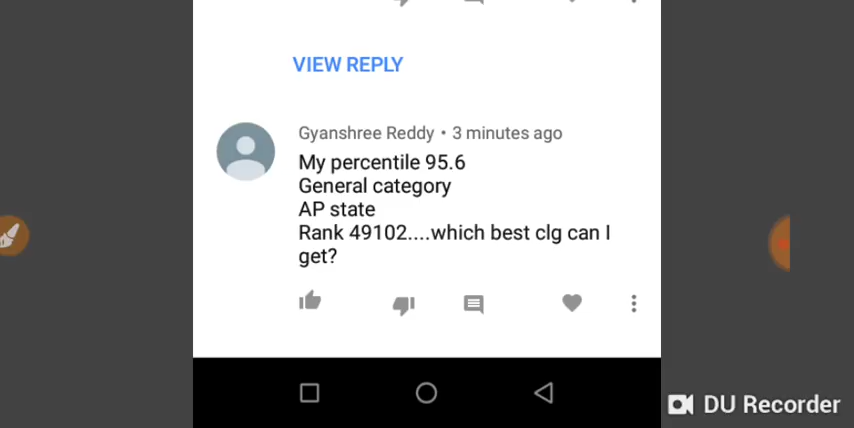 VIEW REPLY
Gyanshree Reddy • 3 minutes ago
My percentile 95.6
General category
AP state
Rank 49102....which best clg can I
get?
DU Recorder